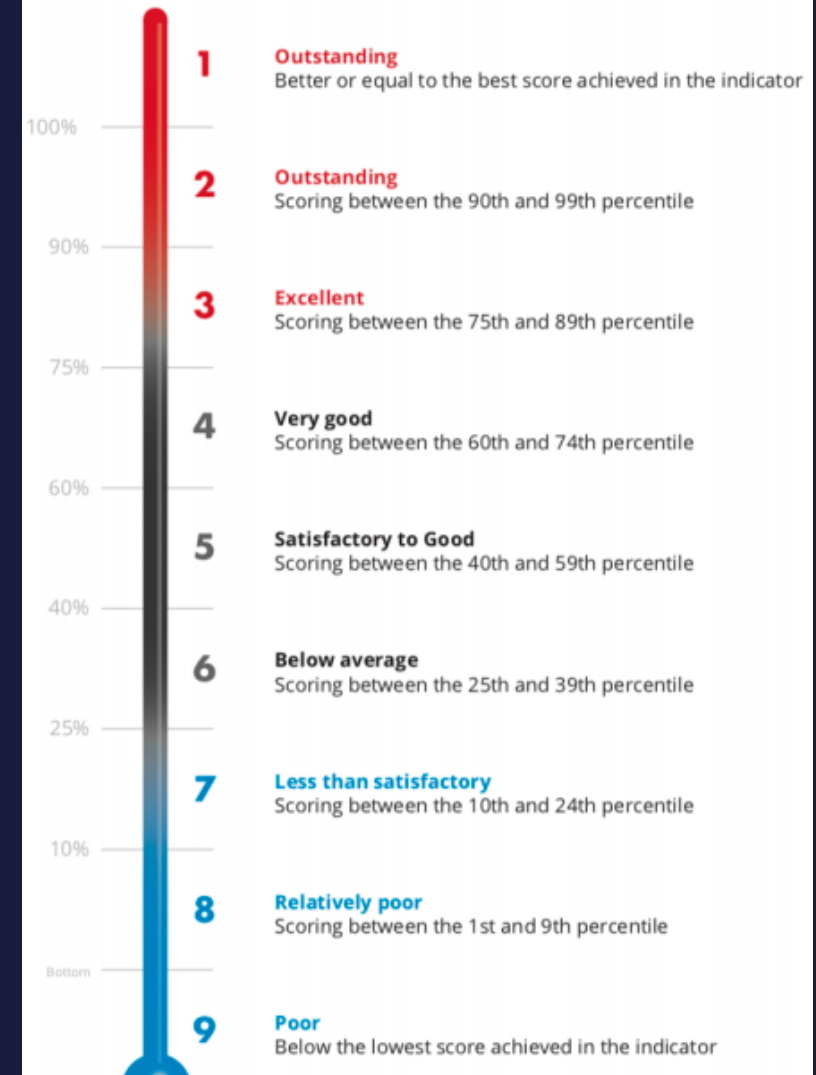 1 Outstanding
Better or equal to the best score achieved in the indicator
100%
2 Outstanding
Scoring between the 90th and 99th percentile
90%
3 Excellent
Scoring between the 75th and 89th percentile
75%
4 Very good
Scoring between the 60th and 74th percentile
60%
5 Satisfactory to Good
Scoring between the 40th and 59th percentile
40%
6 Below average
Scoring between the 25th and 39th percentile
25%
7 Less than satisfactory
Scoring between the 10th and 24th percentile
10%
8 Relatively poor
Scoring between the 1st and 9th percentile
Bottom
9 Poor
Below the lowest score achieved in the indicator